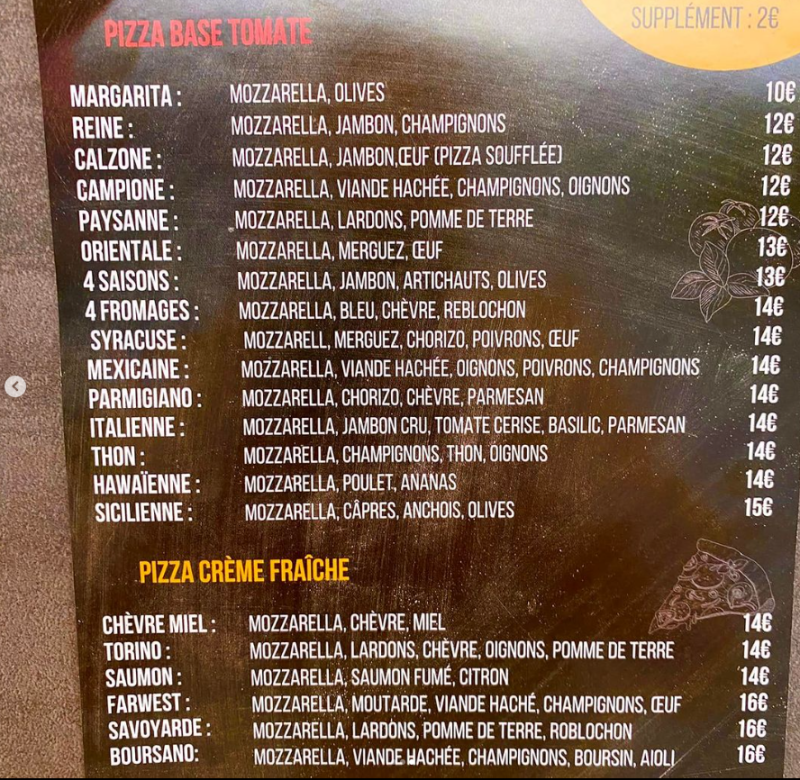 SUPPLÉMENT : 2€
PIZZA BASE TOMATE
MARGARITA : MOZZARELLA, OLIVES 10€
REINE : MOZZARELLA, JAMBON, CHAMPIGNONS 12€
CALZONE : MOZZARELLA, JAMBON,ŒUF (PIZZA SOUFFLÉE) 12€
CAMPIONE : MOZZARELLA, VIANDE HACHÉE, CHAMPIGNONS, OIGNONS 12€
PAYSANNE : MOZZARELLA, LARDONS, POMME DE TERRE 12€
ORIENTALE : MOZZARELLA, MERGUEZ, ŒUF 13€
4 SAISONS : MOZZARELLA, JAMBON, ARTICHAUTS, OLIVES 13€
4 FROMAGES : MOZZARELLA, BLEU, CHÈVRE, REBLOCHON 14€
SYRACUSE : MOZZARELL, MERGUEZ, CHORIZO, POIVRONS, ŒUF 14€
MEXICAINE : MOZZARELLA, VIANDE HACHÉE, OIGNONS, POIVRONS, CHAMPIGNONS 14€
PARMIGIANO : MOZZARELLA, CHORIZO, CHÈVRE, PARMESAN 14€
ITALIENNE : MOZZARELLA, JAMBON CRU, TOMATE CERISE, BASILIC, PARMESAN 14€
THON : MOZZARELLA, CHAMPIGNONS, THON, OIGNONS 14€
HAWAÏENNE : MOZZARELLA, POULET, ANANAS 14€
SICILIENNE : MOZZARELLA, CÂPRES, ANCHOIS, OLIVES 15€
PIZZA CRÈME FRAÎCHE
CHÈVRE MIEL : MOZZARELLA, CHÈVRE, MIEL 14€
TORINO : MOZZARELLA, LARDONS, CHÈVRE, OIGNONS, POMME DE TERRE 14€
SAUMON : MOZZARELLA, SAUMON FUMÉ, CITRON 14€
FARWEST : MOZZARELLA, MOUTARDE, VIANDE HACHÉ, CHAMPIGNONS, ŒUF 16€
SAVOYARDE : MOZZARELLA, LARDONS, POMME DE TERRE, ROBLOCHON 16€
BOURSANO: MOZZARELLA, VIANDE HACHÉE, CHAMPIGNONS, BOURSIN, AIOLI 16€